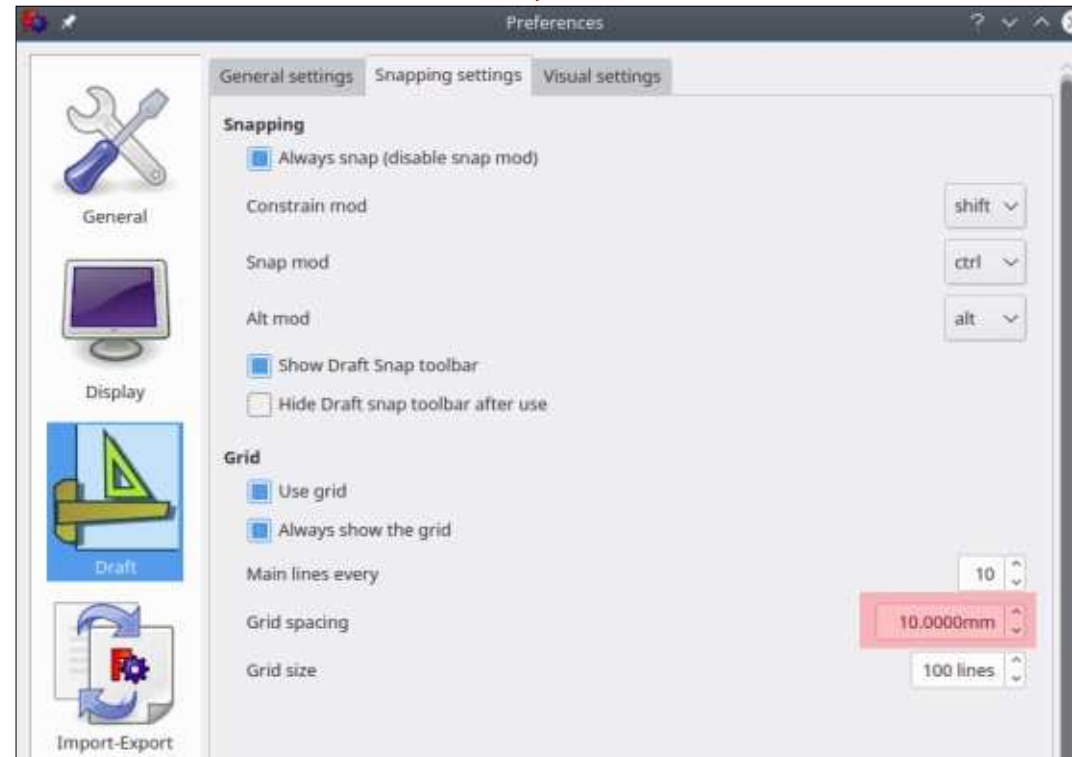 Preferences
General settings Snapping settings Visual settings
General
Display
Draft
Import-Export
Snapping
Always snap (disable snap mod)
Constrain mod shift
Snap mod ctrl
Alt mod alt
Show Draft Snap toolbar
Hide Draft snap toolbar after use
Grid
Use grid
Always show the grid
Main lines every 10
Grid spacing 10.0000mm
Grid size 100 lines